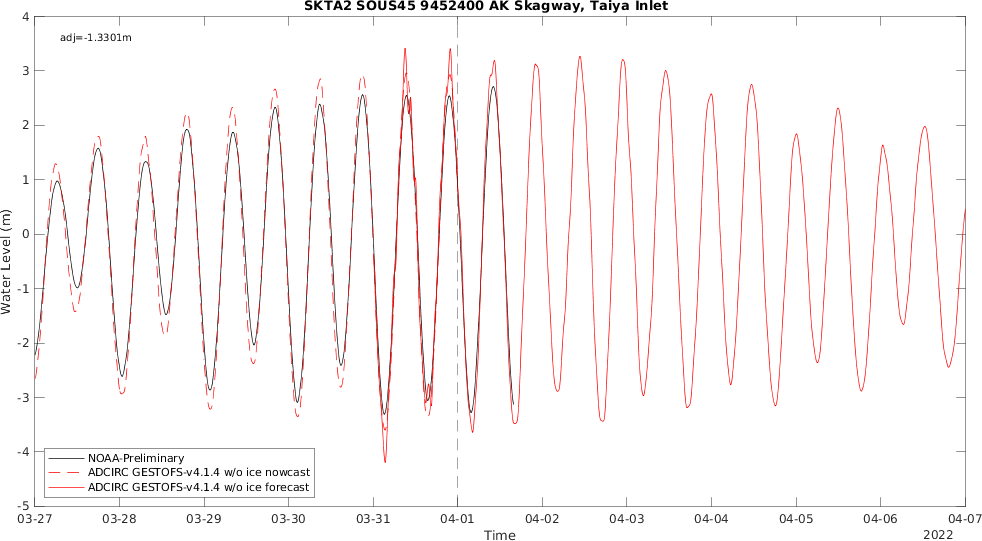 SKTA2 SOUS45 9452400 AK Skagway, Taiya Inlet
adj=-1.3301m
4
3
2
1
0
-1
-2
-3
-4
-5
Water Level (m)
NOAA-Preliminary
ADCIRC GESTOFS-v4.1.4 w/o ice nowcast
ADCIRC GESTOFS-v4.1.4 w/o ice forecast
03-27 03-28 03-29 03-30 03-31 04-01 04-02 04-03 04-04 04-05 04-06 04-07
Time
2022